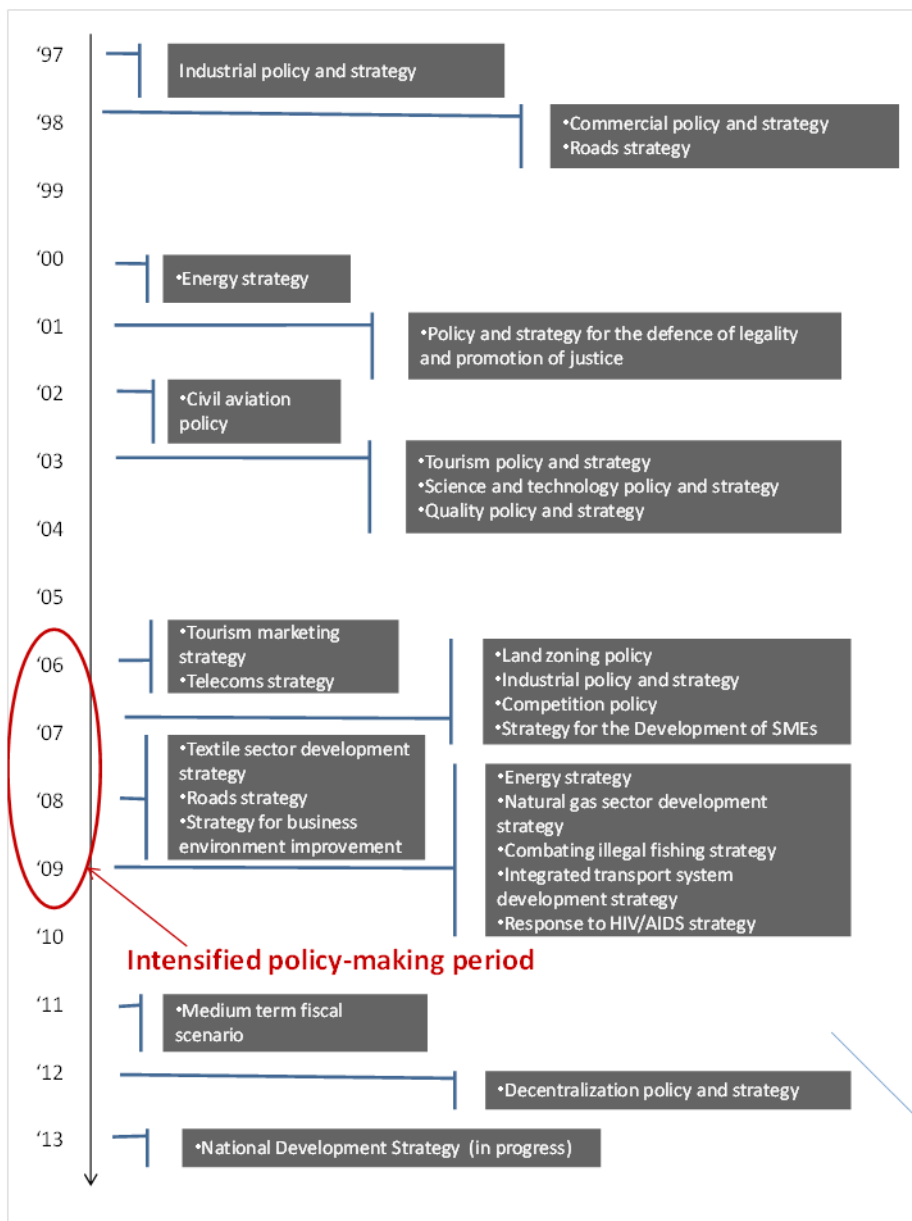 ‘97
Industrial policy and strategy
‘98
•Commercial policy and strategy
•Roads strategy
‘99
‘00
•Energy strategy
‘01
•Policy and strategy for the defence of legality
and promotion of justice
‘02
•Civil aviation
policy
‘03
•Tourism policy and strategy
•Science and technology policy and strategy
•Quality policy and strategy
‘04
‘05
‘06
•Tourism marketing
strategy
•Telecoms strategy
•Land zoning policy
•Industrial policy and strategy
•Competition policy
•Strategy for the Development of SMEs
‘07
•Textile sector development
strategy
•Roads strategy
•Strategy for business
environment improvement
‘08
•Energy strategy
•Natural gas sector development
strategy
•Combating illegal fishing strategy
•Integrated transport system
development strategy
•Response to HIV/AIDS strategy
‘09
‘10
Intensified policy-making period
‘11
•Medium term fiscal
scenario
‘12
•Decentralization policy and strategy
‘13
•National Development Strategy (in progress)